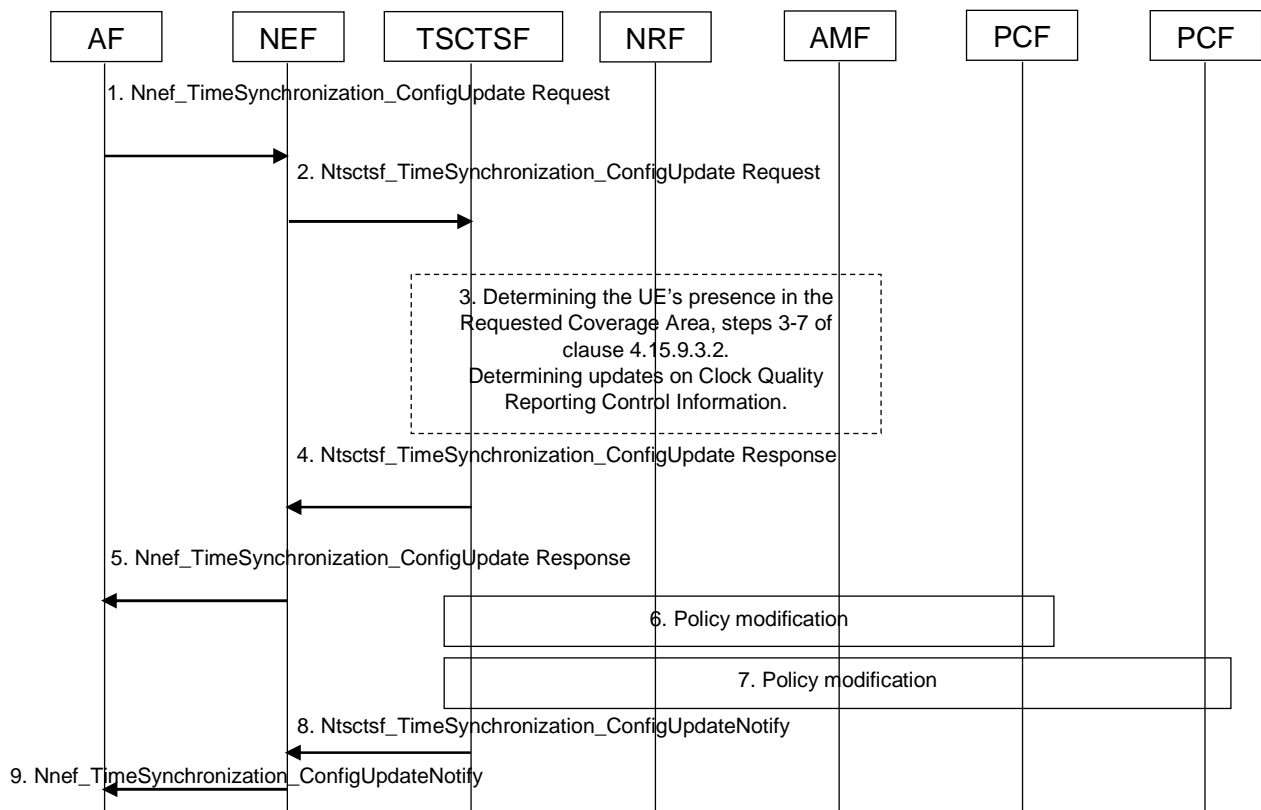 AF
NEF
TSCTSF
NRF
AMF
PCF
PCF
1. Nnef_TimeSynchronization_ConfigUpdate Request
2. Ntsctsf_TimeSynchronization_ConfigUpdate Request
3. Determining the UE’s presence in the
Requested Coverage Area, steps 3-7 of
clause 4.15.9.3.2.
Determining updates on Clock Quality
Reporting Control Information.
4. Ntsctsf_TimeSynchronization_ConfigUpdate Response
5. Nnef_TimeSynchronization_ConfigUpdate Response
6. Policy modification
7. Policy modification
8. Ntsctsf_TimeSynchronization_ConfigUpdateNotify
9. Nnef_TimeSynchronization_ConfigUpdateNotify